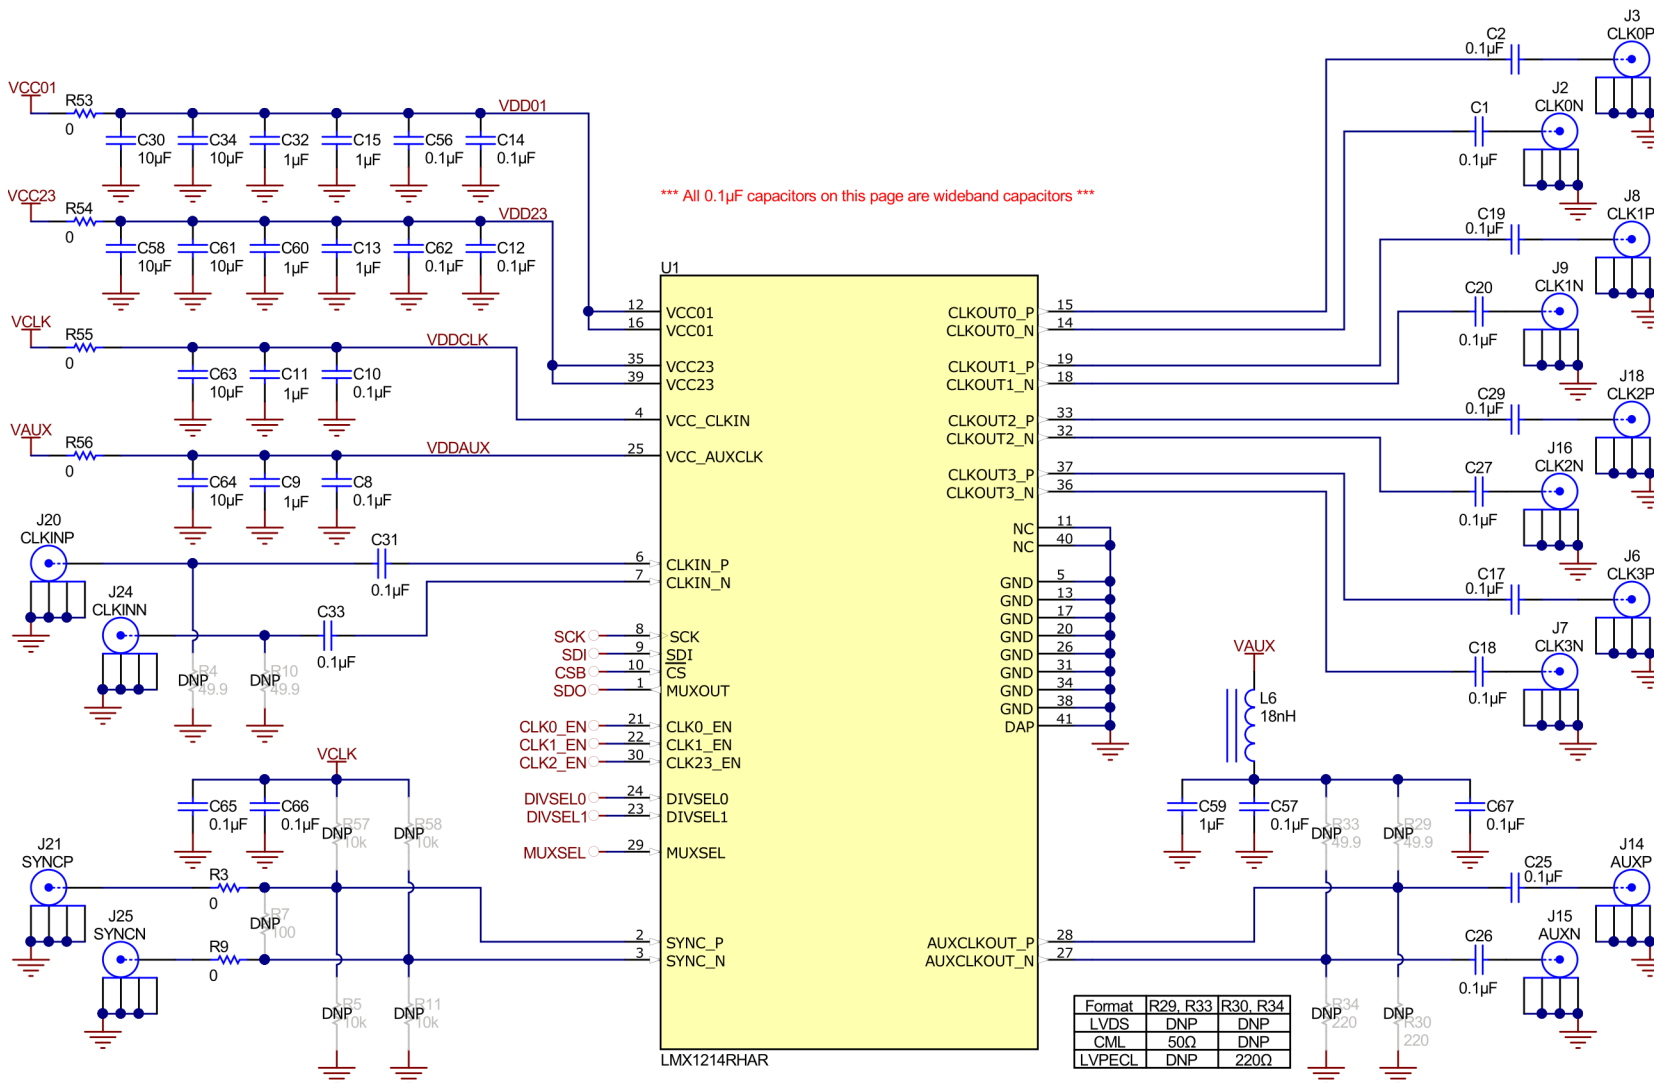 J3
CLK0P
C2
0.1µF
J2
CLK0N
C1
0.1µF
VCC01
R53
0
VDD01
C30
10µF
C34
10µF
C32
1µF
C15
1µF
C56
0.1µF
C14
0.1µF
VCC23
R54
0
VDD23
C58
10µF
C61
10µF
C60
1µF
C13
1µF
C62
0.1µF
C12
0.1µF
*** All 0.1µF capacitors on this page are wideband capacitors ***
J8
CLK1P
C19
0.1µF
J9
CLK1N
C20
0.1µF
VCLK
R55
0
VDDCLK
C63
10µF
C11
1µF
C10
0.1µF
VAUX
R56
0
VDDAUX
C64
10µF
C9
1µF
C8
0.1µF
J18
CLK2P
C29
0.1µF
J16
CLK2N
C27
0.1µF
J6
CLK3P
C17
0.1µF
J7
CLK3N
C18
0.1µF
J20
CLKINP
C31
0.1µF
J24
CLKINN
C33
0.1µF
DNP
R4
49.9
DNP
R10
49.9
U1
12 VCC01
16 VCC01
35 VCC23
39 VCC23
4 VCC_CLKIN
25 VCC_AUXCLK
6 CLKIN_P
7 CLKIN_N
SCK 8 SCK
SDI 9 SDI
CSB 10 CS
SDO 1 MUXOUT
CLK0_EN 21 CLK0_EN
CLK1_EN 22 CLK1_EN
CLK2_EN 30 CLK23_EN
DIVSEL0 24 DIVSEL0
DIVSEL1 23 DIVSEL1
MUXSEL 29 MUXSEL
2 SYNC_P
3 SYNC_N
CLKOUT0_P 15
CLKOUT0_N 14
CLKOUT1_P 19
CLKOUT1_N 18
CLKOUT2_P 33
CLKOUT2_N 32
CLKOUT3_P 37
CLKOUT3_N 36
NC 11
NC 40
GND 5
GND 13
GND 17
GND 20
GND 26
GND 31
GND 34
GND 38
DAP 41
AUXCLKOUT_P 28
AUXCLKOUT_N 27
LMX1214RHAR
VCLK
C65
0.1µF
C66
0.1µF
DNP
R57
10k
DNP
R58
10k
J21
SYNCP
R3
0
DNP
R7
100
J25
SYNCN
R9
0
DNP
R5
10k
DNP
R11
10k
VAUX
L6
18nH
C59
1µF
C57
0.1µF
DNP
R33
49.9
DNP
R29
49.9
C67
0.1µF
J14
AUXP
C25
0.1µF
J15
AUXN
C26
0.1µF
DNP
R34
220
DNP
R30
220
Format R29, R33 R30, R34
LVDS DNP DNP
CML 50Ω DNP
LVPECL DNP 220Ω